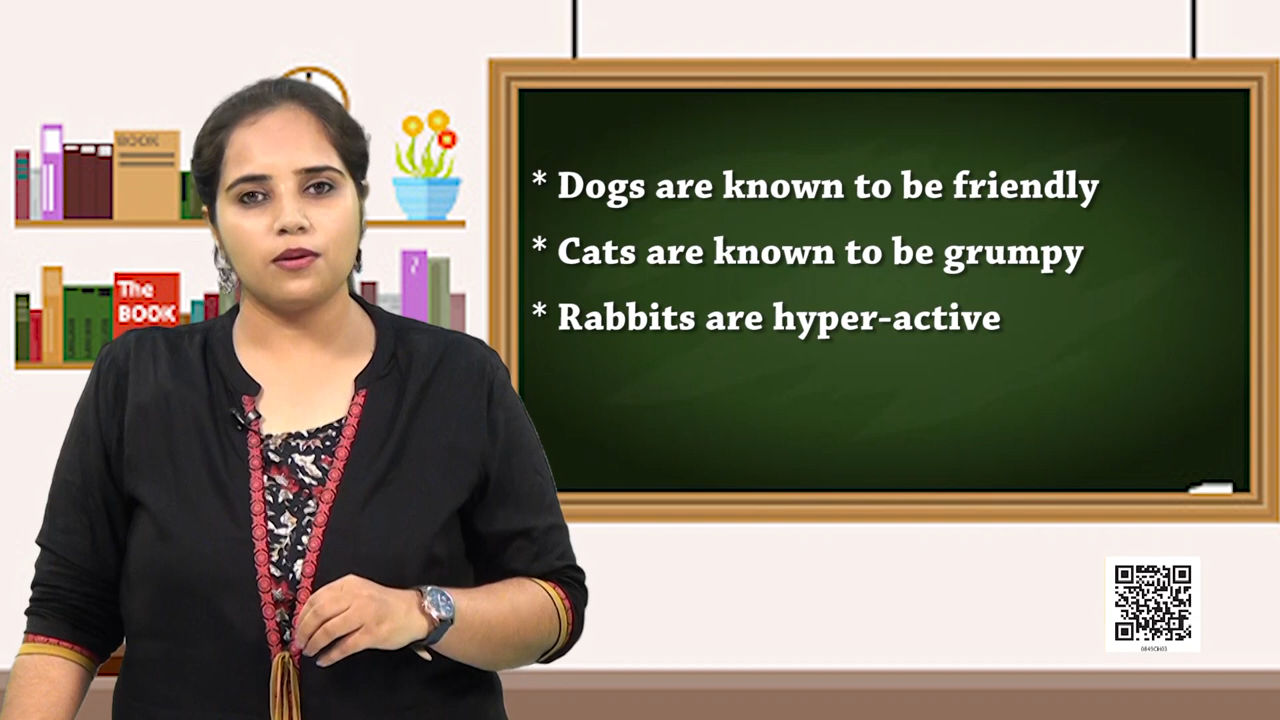 * Dogs are known to be friendly
* Cats are known to be grumpy
* Rabbits are hyper-active
BOOK
The
BOOK